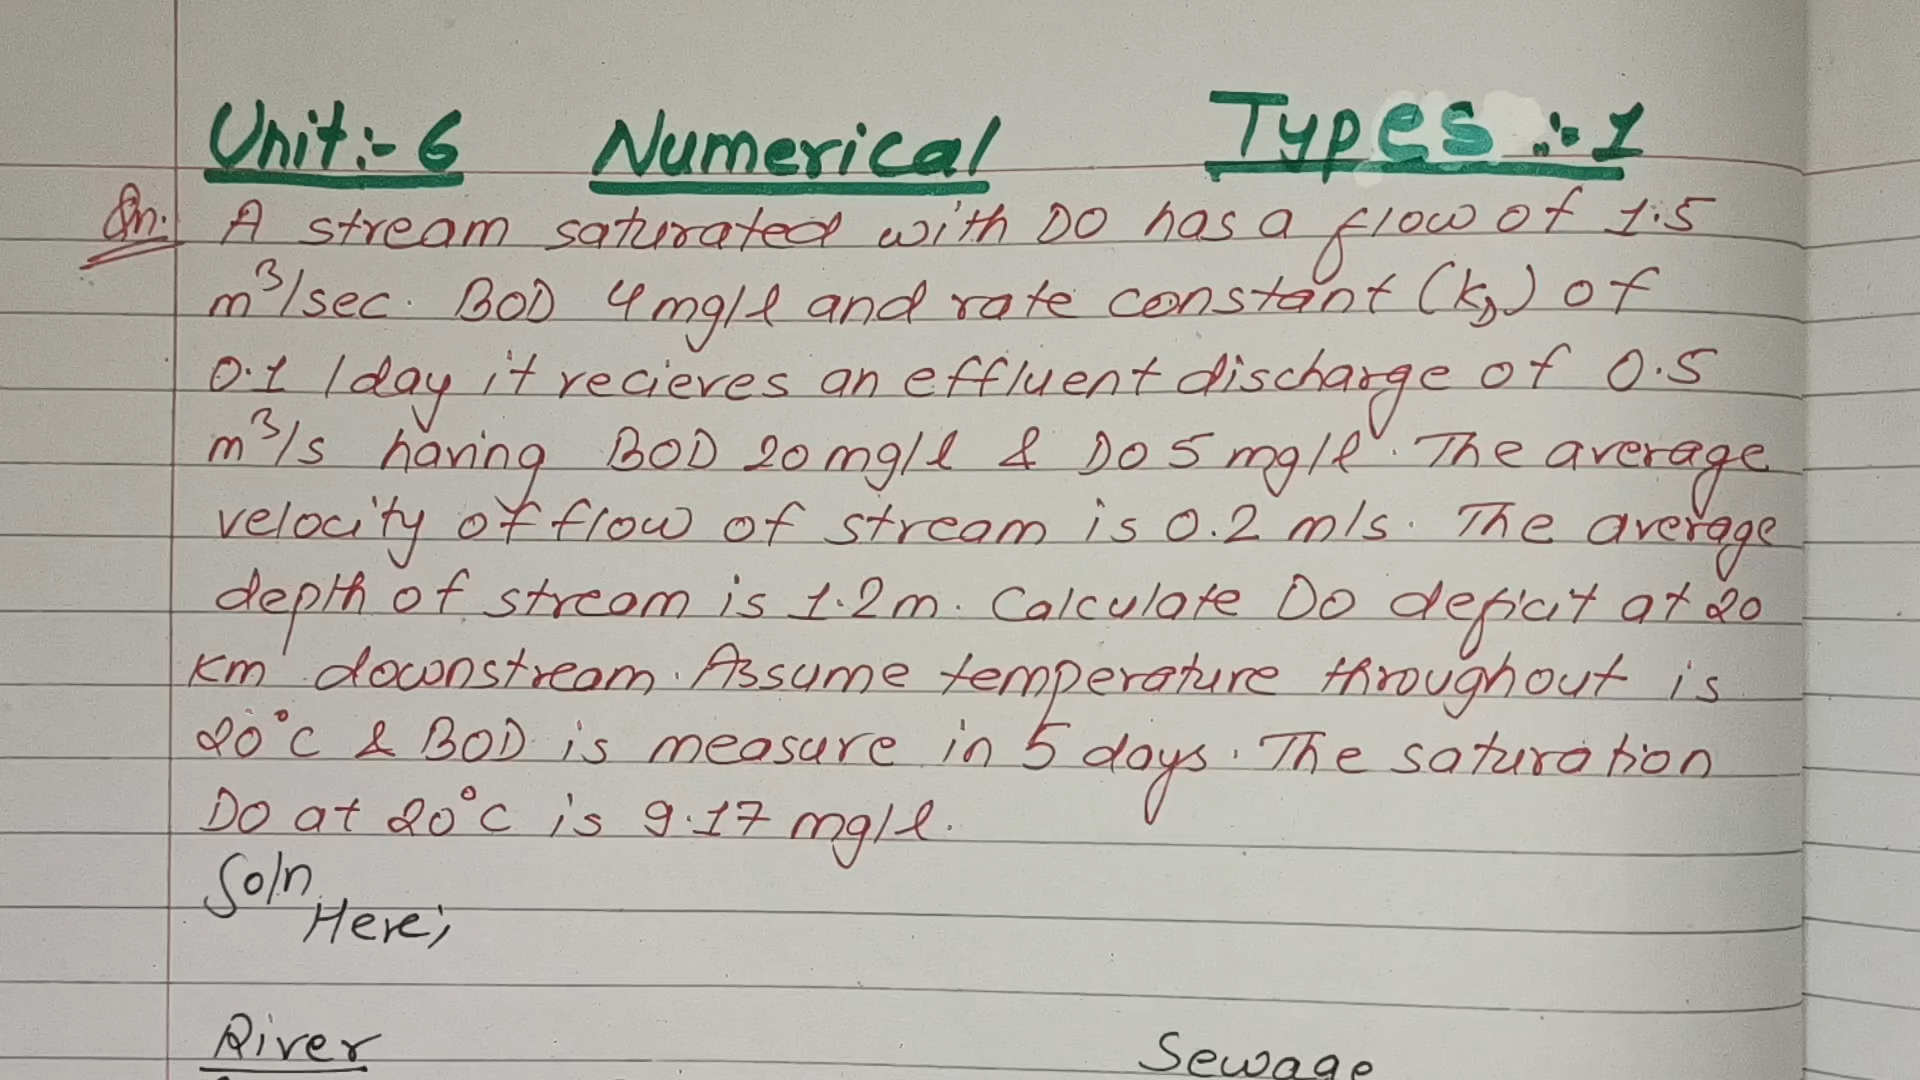 Unit:- 6 Numerical Types :- 1
Qn. A stream saturated with DO has a flow of 1.5
m³/sec. BOD 4 mg/l and rate constant (KD) of
0.1 /day it recieves an effluent discharge of 0.5
m³/s having BOD 20 mg/l & DO 5 mg/l. The average
velocity of flow of stream is 0.2 m/s. The average
depth of stream is 1.2m. Calculate DO deficit at 20
km downstream. Assume temperature throughout is
20°C & BOD is measure in 5 days. The saturation
DO at 20°C is 9.17 mg/l.
Soln
Here;
River Sewage